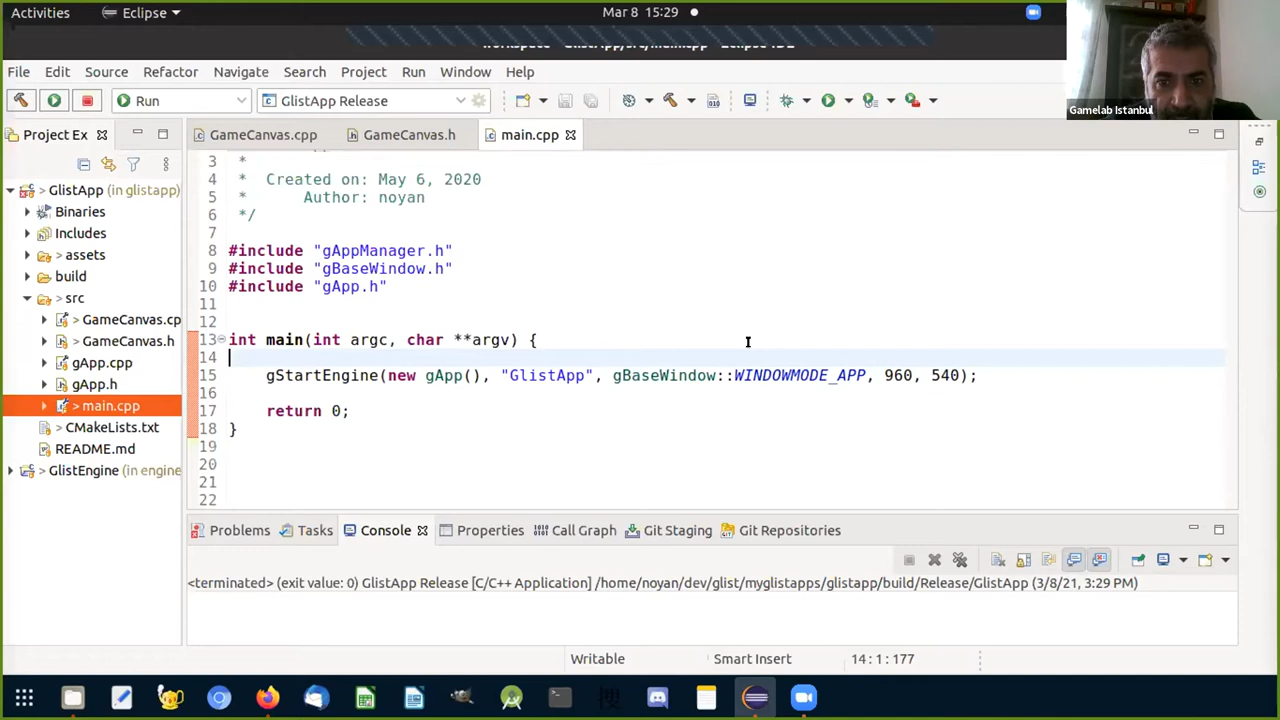 Activities
Eclipse
Mar 8 15:29
workspace - GlistApp/src/main.cpp - Eclipse IDE
Gamelab Istanbul
File Edit Source Refactor Navigate Search Project Run Window Help
Run
GlistApp Release
Project Ex
GameCanvas.cpp
GameCanvas.h
main.cpp
GlistApp (in glistapp)
Binaries
Includes
> assets
build
> src
> GameCanvas.cp
> GameCanvas.h
> gApp.cpp
> gApp.h
> main.cpp
> CMakeLists.txt
README.md
> GlistEngine (in engine
3 *
4 * Created on: May 6, 2020
5 * Author: noyan
6 */
7
8 #include "gAppManager.h"
9 #include "gBaseWindow.h"
10 #include "gApp.h"
11
12
13 int main(int argc, char **argv) {
14
15 gStartEngine(new gApp(), "GlistApp", gBaseWindow::WINDOWMODE_APP, 960, 540);
16
17 return 0;
18 }
19
20
21
22
Problems Tasks Console Properties Call Graph Git Staging Git Repositories
<terminated> (exit value: 0) GlistApp Release [C/C++ Application] /home/noyan/dev/glist/myglistapps/glistapp/build/Release/GlistApp (3/8/21, 3:29 PM)
Writable
Smart Insert
14 : 1 : 177